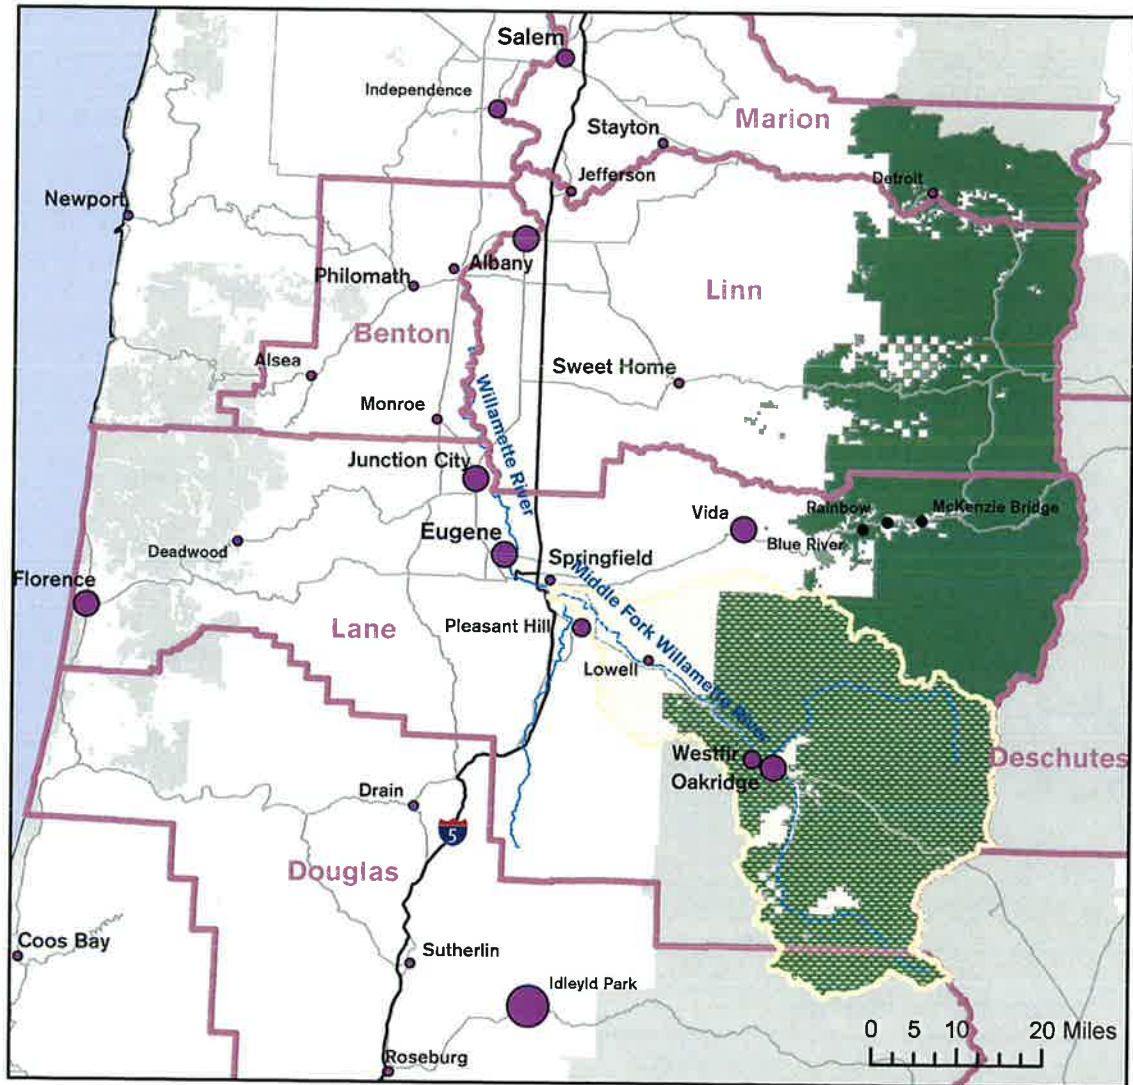 Salem
Independence
Marion
Stayton
Jefferson
Detroit
Newport
Albany
Philomath
Linn
Benton
Alsea
Sweet Home
Monroe
Willamette River
Junction City
Vida
Rainbow
McKenzie Bridge
Blue River
Eugene
Deadwood
Springfield
Florence
Middle Fork Willamette River
Lane
Pleasant Hill
Lowell
Westfir
Oakridge
Deschutes
Drain
5
Douglas
Coos Bay
Sutherlin
Idleyld Park
0 5 10 20 Miles
Roseburg